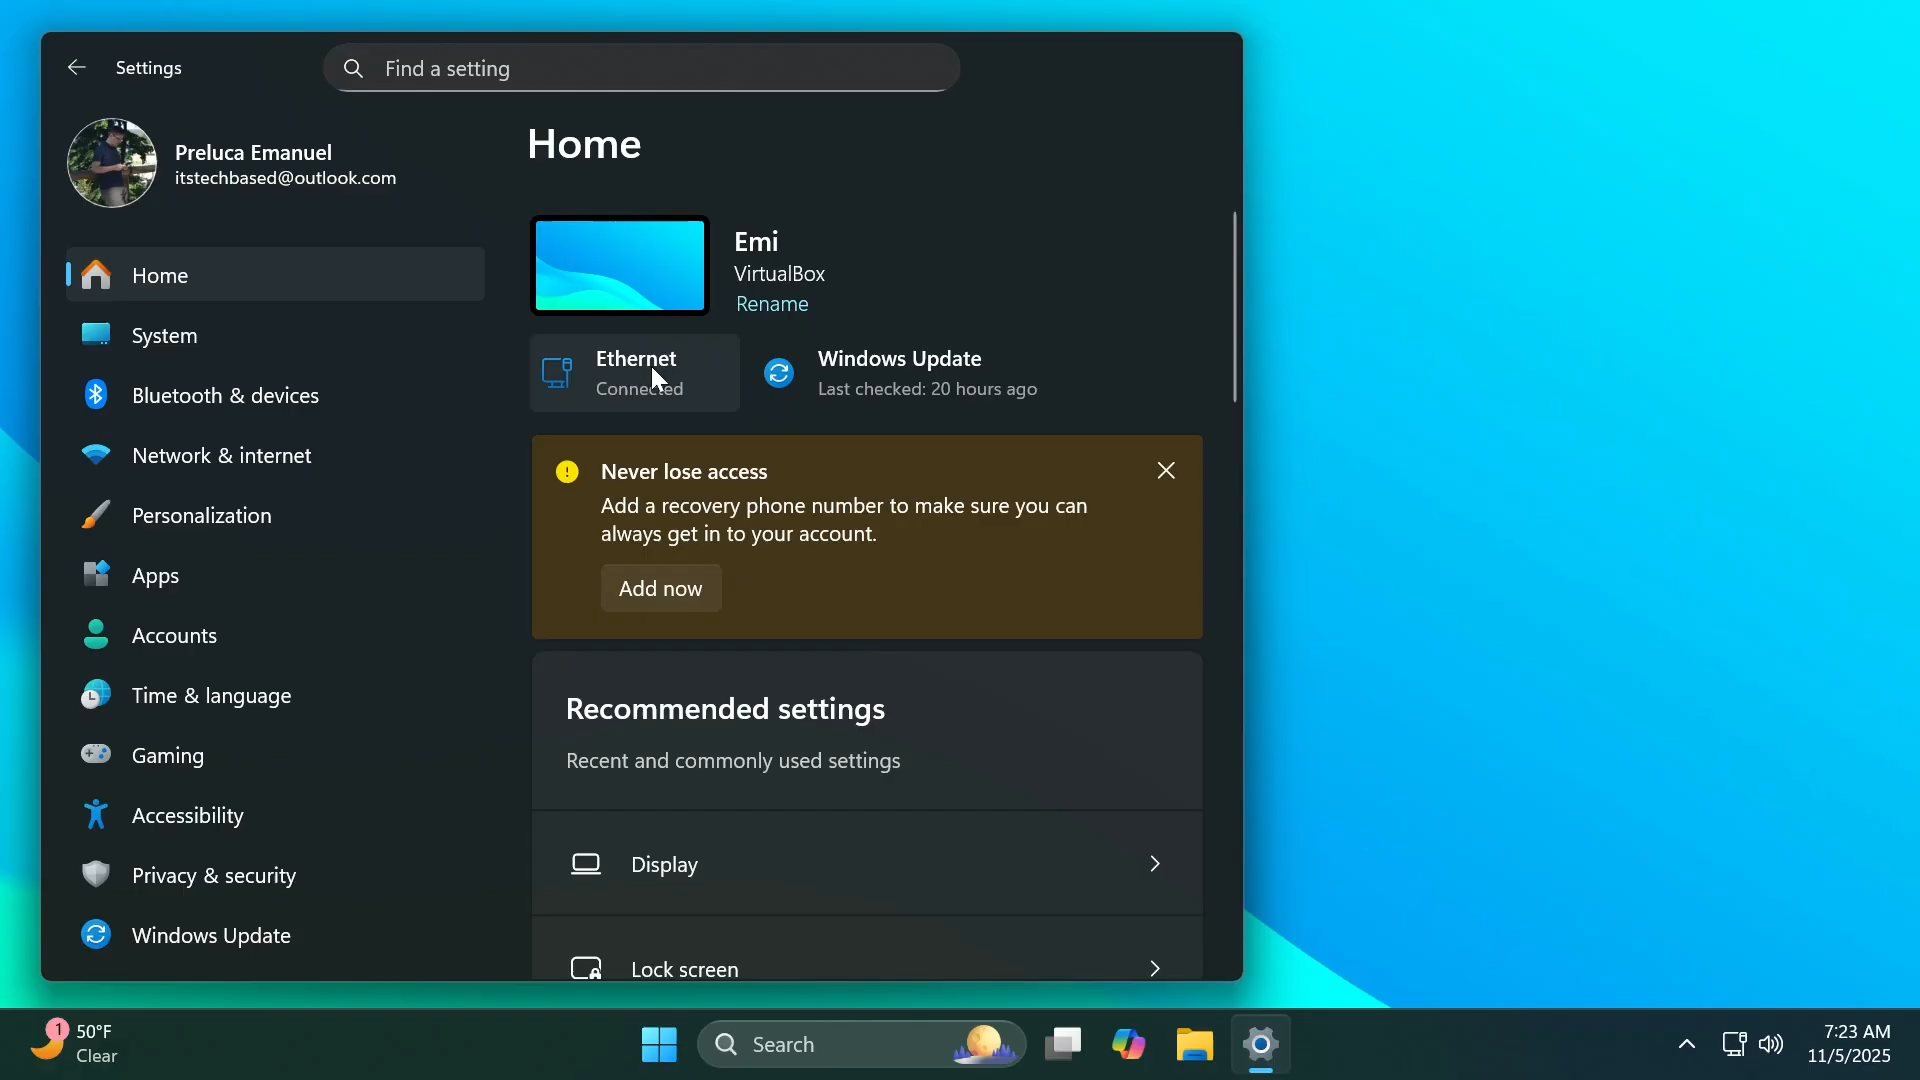 Settings
Find a setting
Preluca Emanuel
itstechbased@outlook.com
Home
System
Bluetooth & devices
Network & internet
Personalization
Apps
Accounts
Time & language
Gaming
Accessibility
Privacy & security
Windows Update
Home
Emi
VirtualBox
Rename
Ethernet
Connected
Windows Update
Last checked: 20 hours ago
Never lose access
Add a recovery phone number to make sure you can
always get in to your account.
Add now
Recommended settings
Recent and commonly used settings
Display
Lock screen
1
50°F
Clear
Search
7:23 AM
11/5/2025